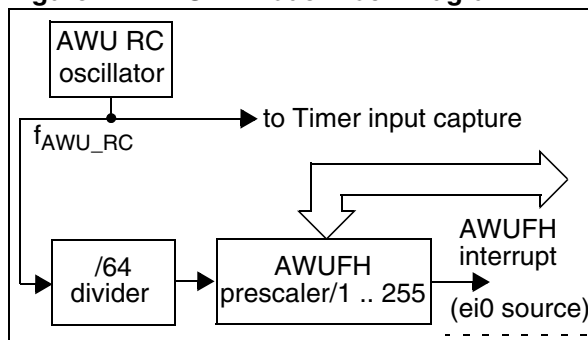 AWU RC
oscillator
to Timer input capture
fAWU_RC
AWUFH
interrupt
/64
divider
AWUFH
prescaler/1 .. 255
(ei0 source)